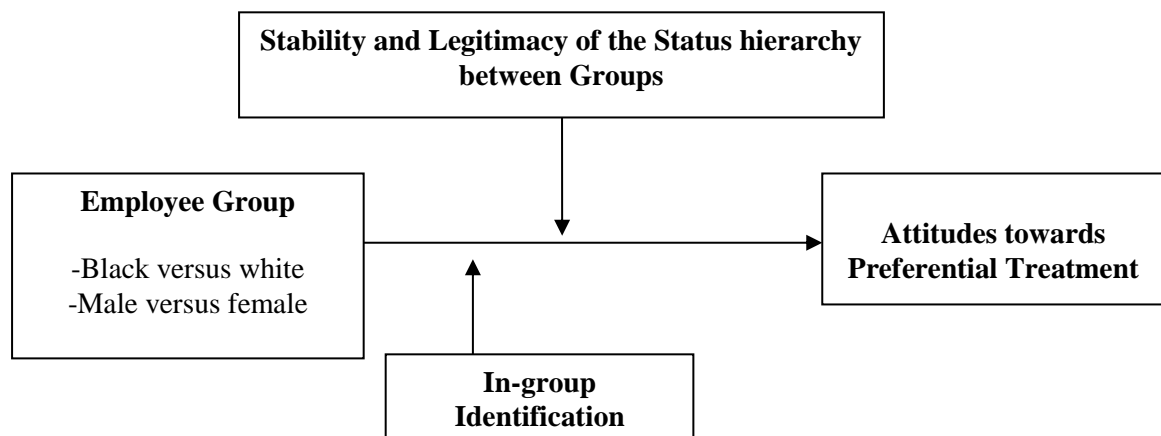 Stability and Legitimacy of the Status hierarchy
between Groups
Employee Group
-Black versus white
-Male versus female
Attitudes towards
Preferential Treatment
In-group
Identification